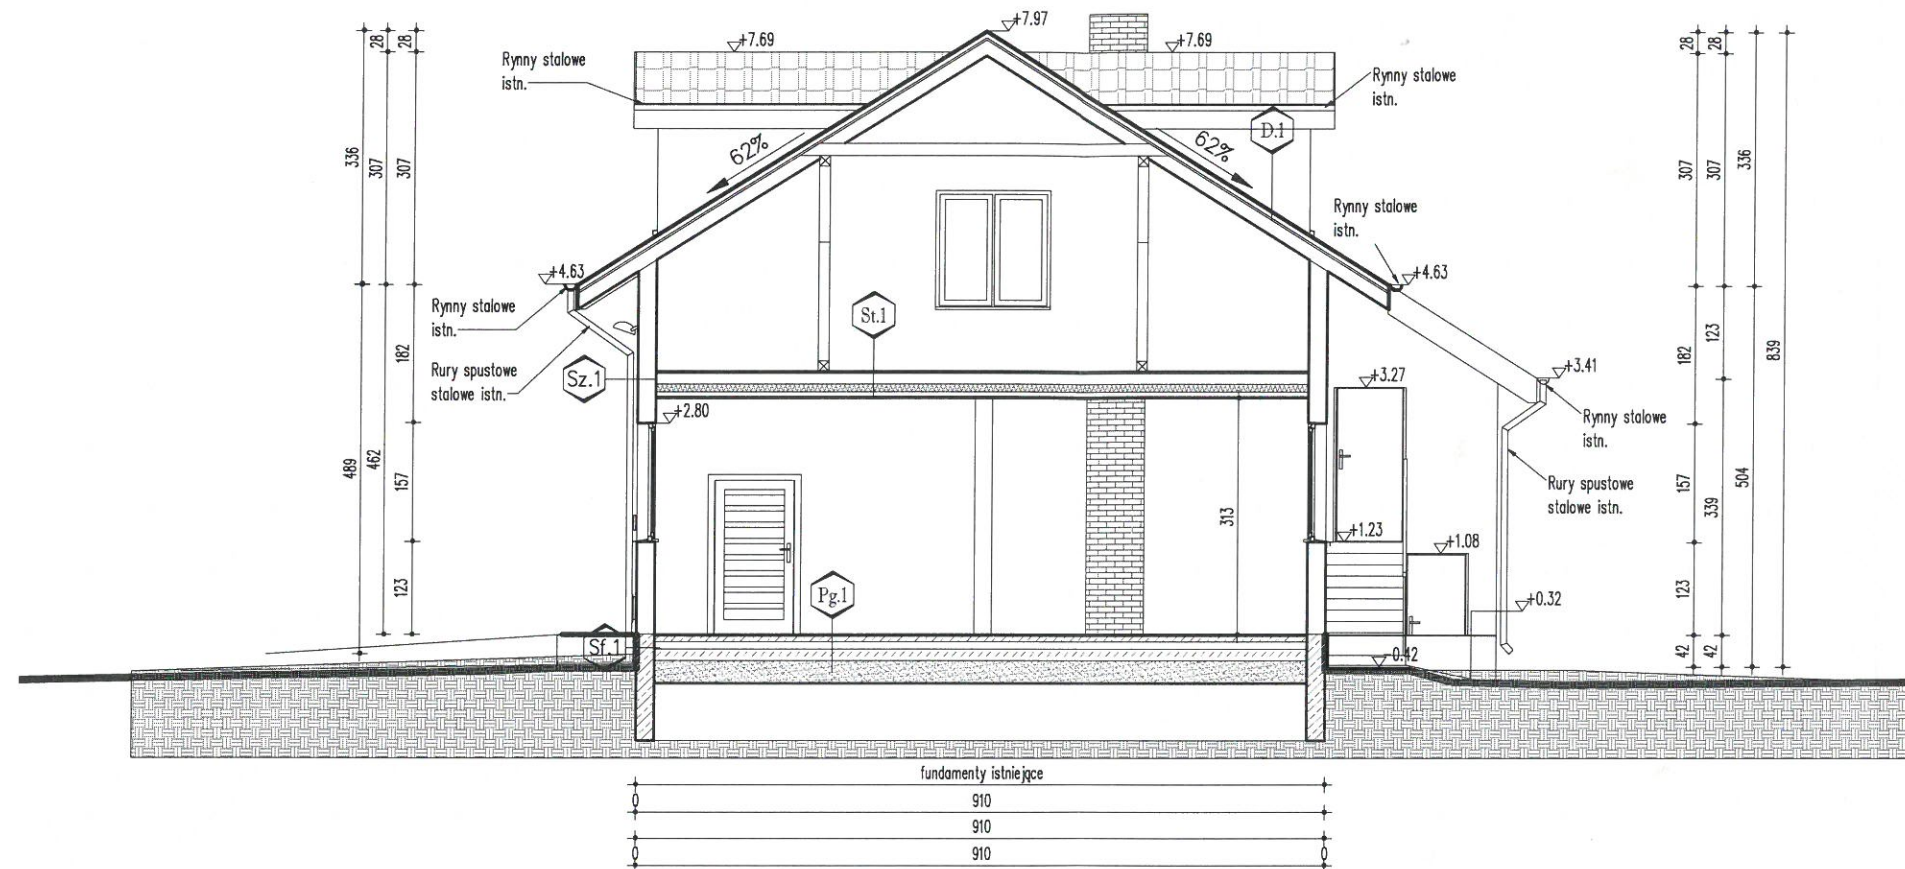 +7.97
+7.69
+7.69
Rynny stalowe
istn.
Rynny stalowe
istn.
D.1
62%
62%
Rynny stalowe
istn.
+4.63
+4.63
Rynny stalowe
istn.
St.1
Rury spustowe
stalowe istn.
Sz.1
+3.27
+3.41
+2.80
Rynny stalowe
istn.
Rury spustowe
stalowe istn.
313
+1.23
+1.08
Pg.1
+0.32
Sf.1
-0.42
28
28
336
307
307
182
489
462
157
123
28
28
307
307
336
182
123
839
157
339
504
123
42
42
fundamenty istniejące
0
910
910
0
910
0